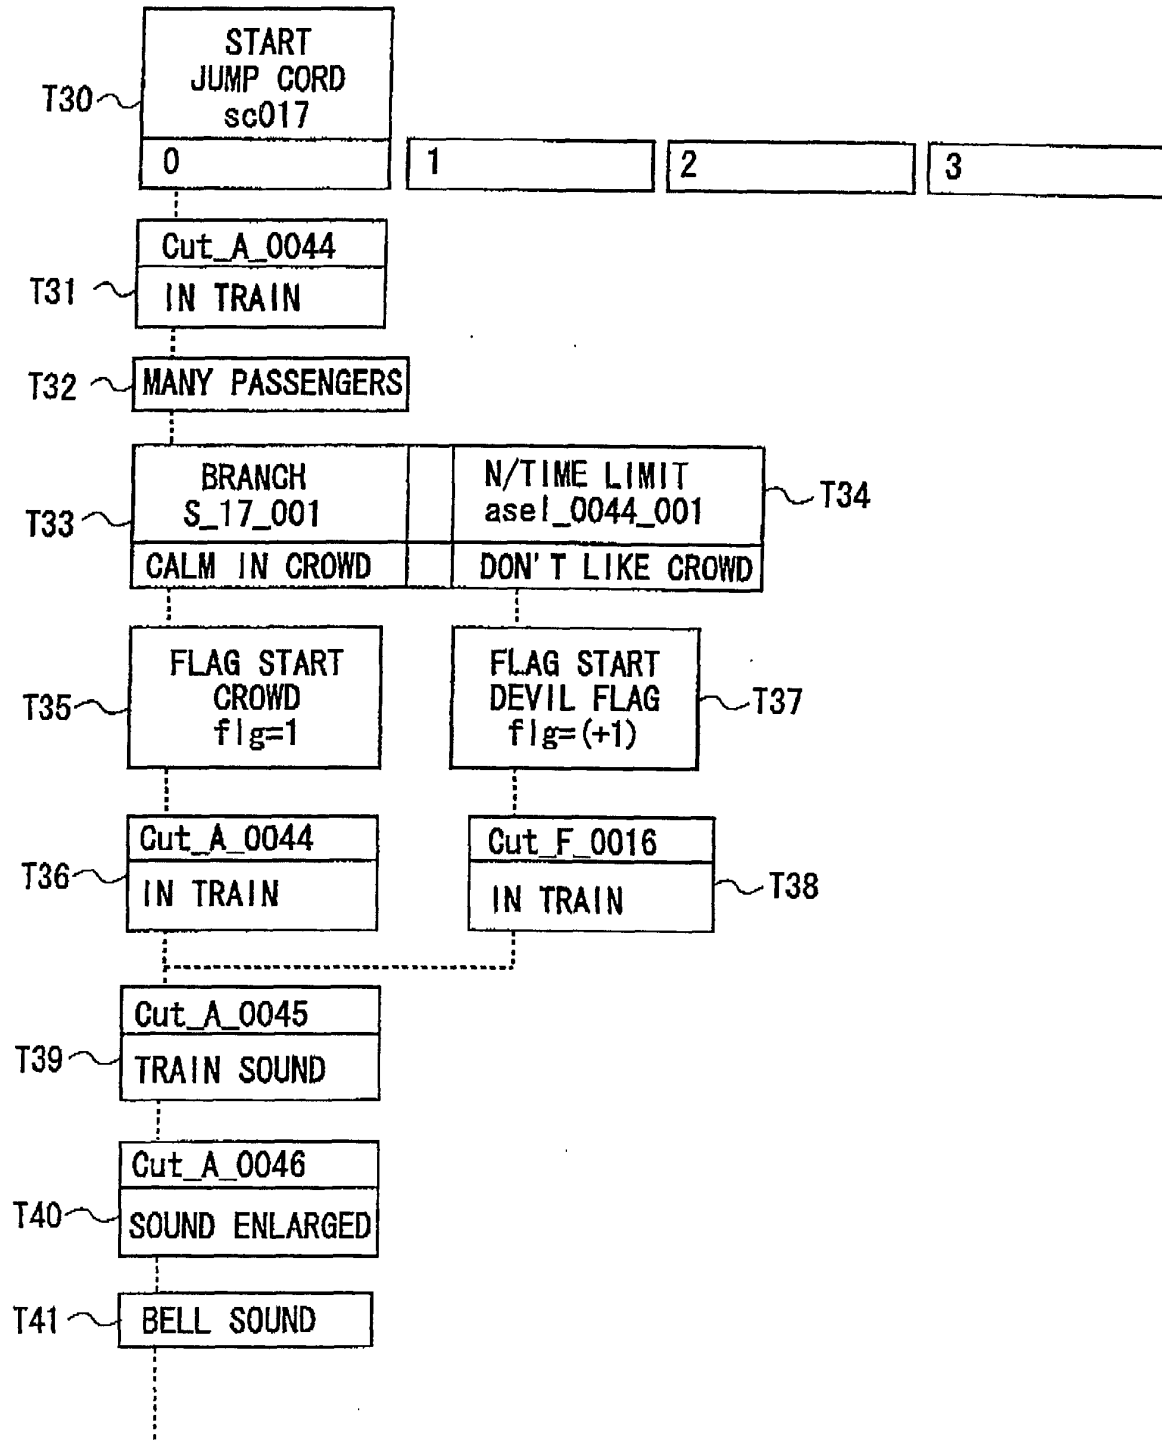 START
JUMP CORD
sc017
T30
0
1
2
3
Cut_A_0044
T31
IN TRAIN
T32
MANY PASSENGERS
BRANCH
S_17_001
T33
CALM IN CROWD
N/TIME LIMIT
asel_0044_001
T34
DON'T LIKE CROWD
FLAG START
CROWD
flg=1
T35
FLAG START
DEVIL FLAG
flg=(+1)
T37
Cut_A_0044
T36
IN TRAIN
Cut_F_0016
IN TRAIN
T38
Cut_A_0045
T39
TRAIN SOUND
Cut_A_0046
T40
SOUND ENLARGED
T41
BELL SOUND